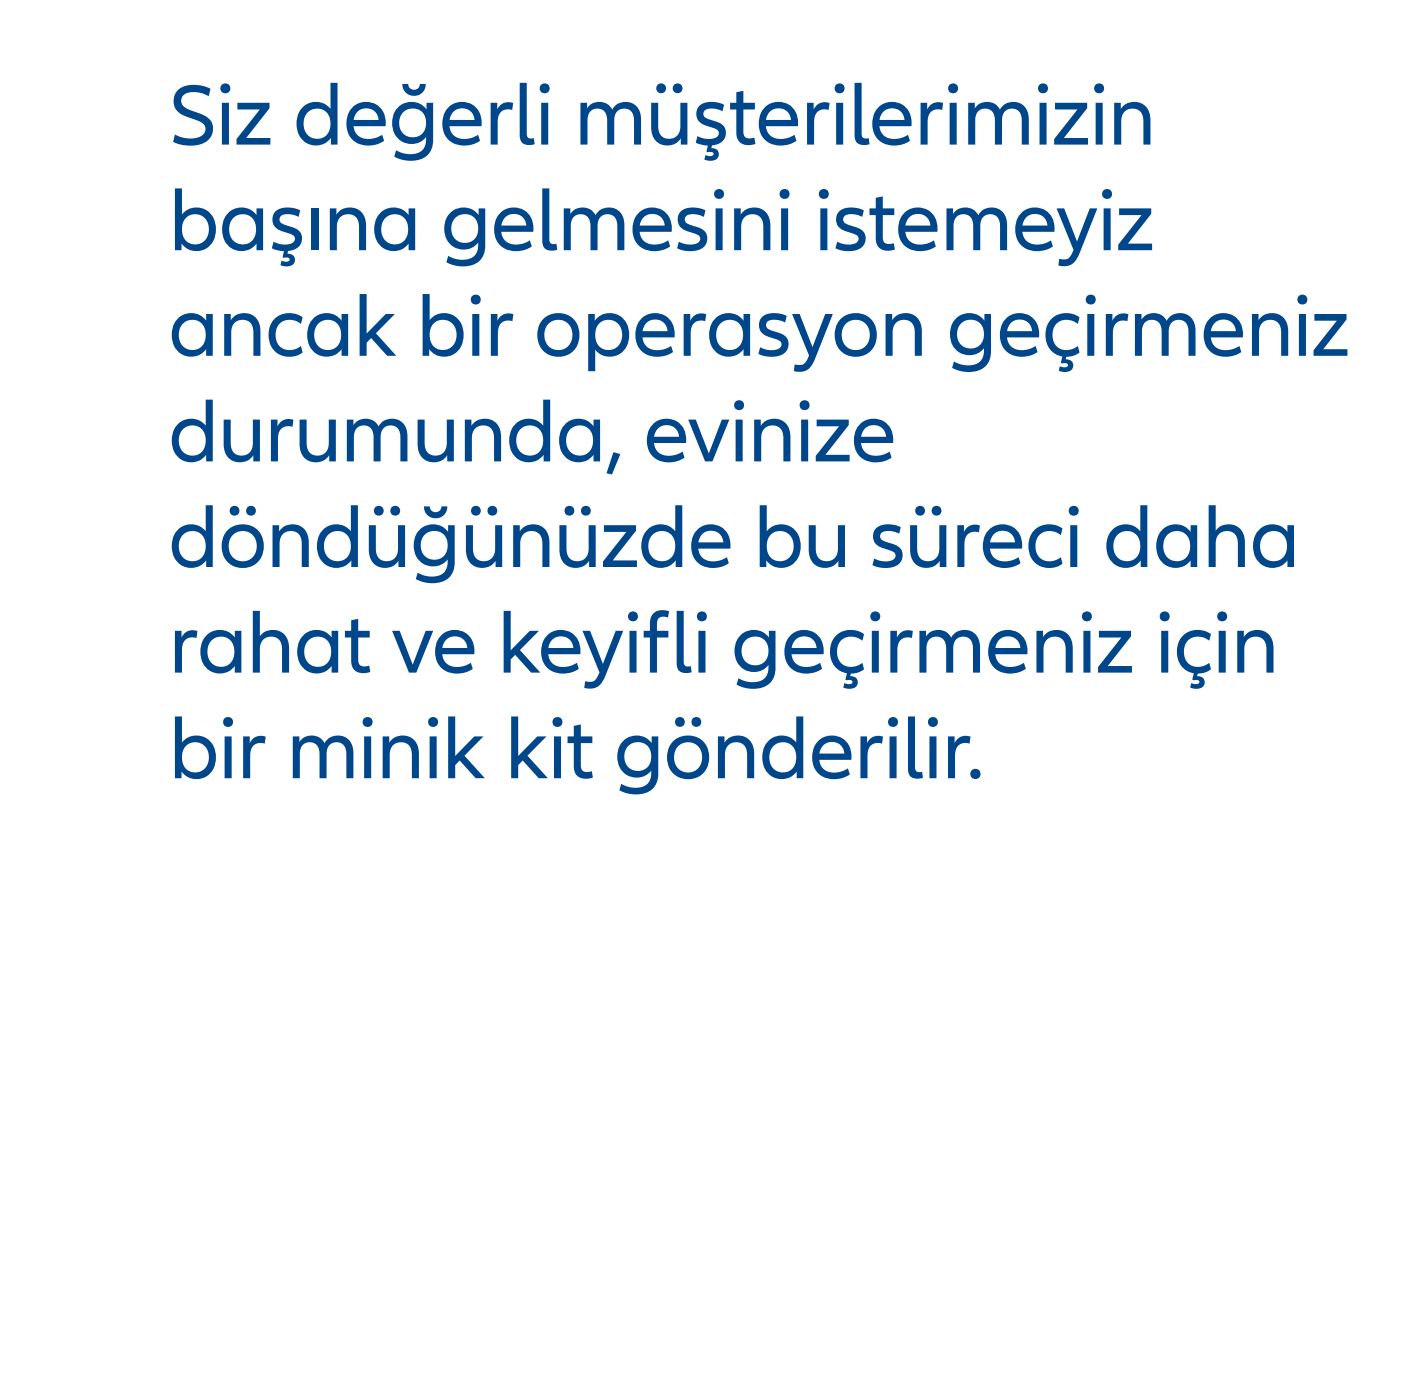 Siz değerli müşterilerimizin
başına gelmesini istemeyiz
ancak bir operasyon geçirmeniz
durumunda, evinize
döndüğünüzde bu süreci daha
rahat ve keyifli geçirmeniz için
bir minik kit gönderilir.